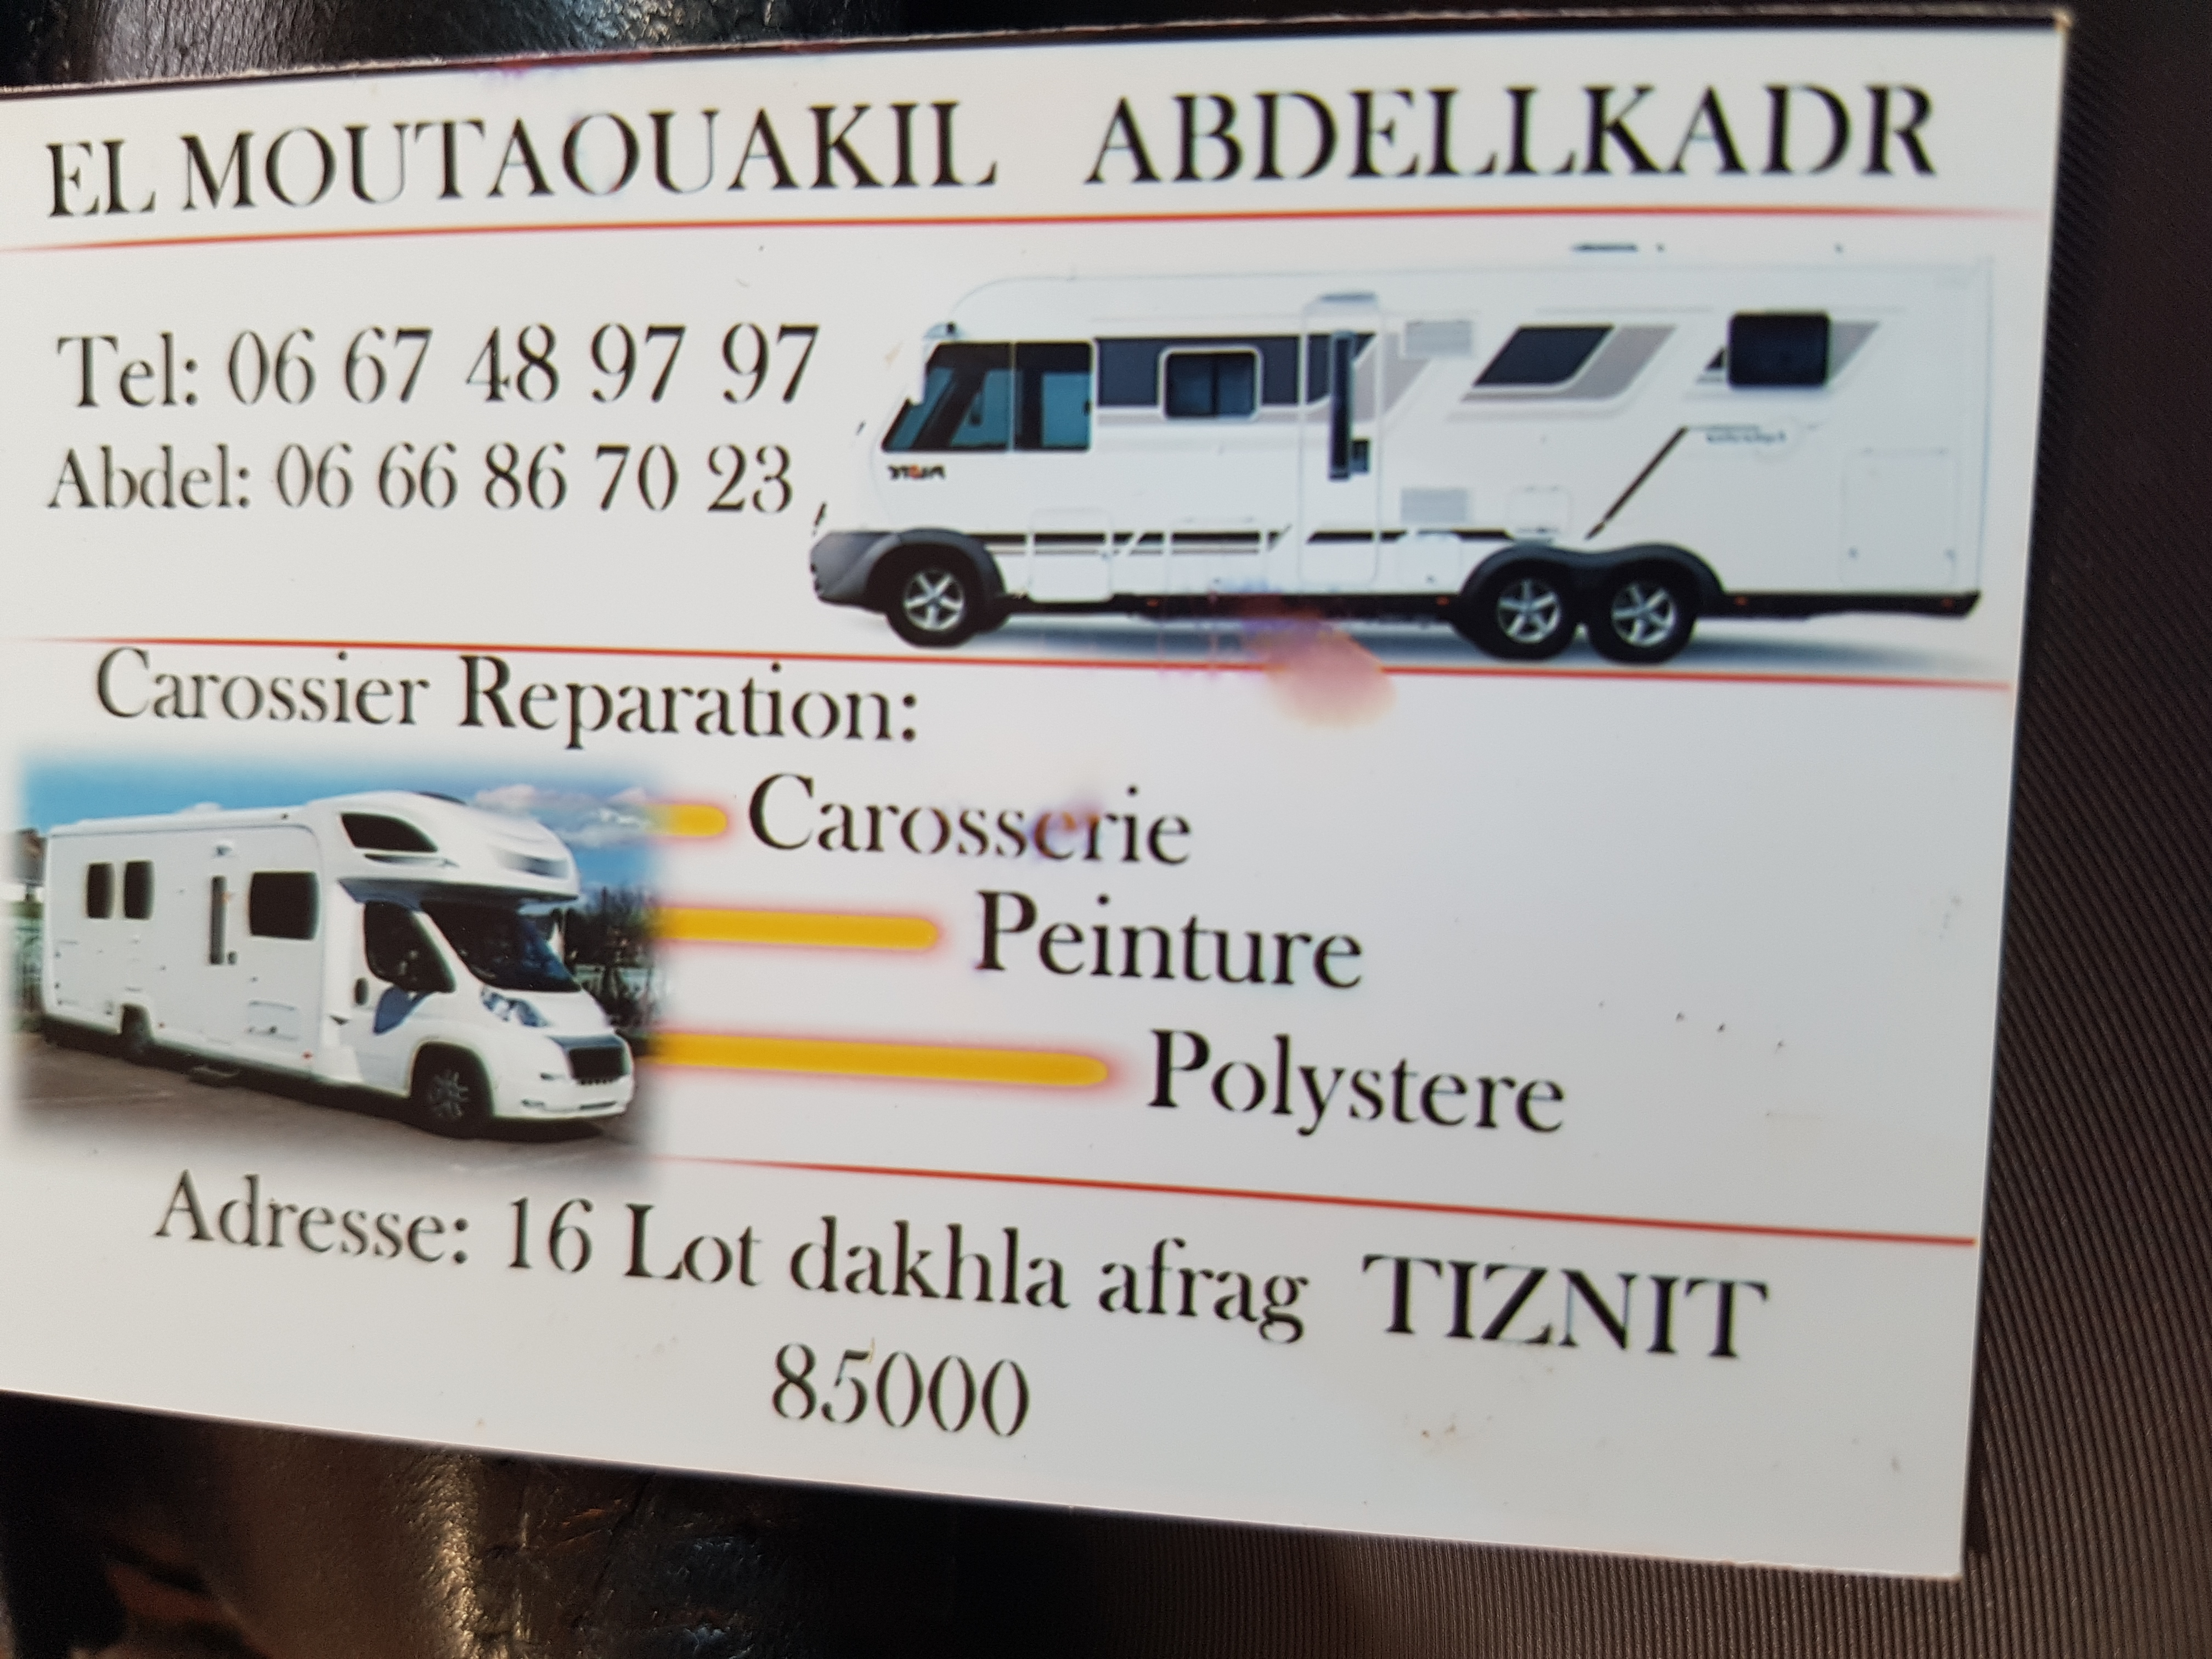 EL MOUTAOUAKIL ABDELLKADR
Tel: 06 67 48 97 97
Abdel: 06 66 86 70 23
Carossier Reparation:
Carosserie
Peinture
Polystere
Adresse: 16 Lot dakhla afrag TIZNIT
85000